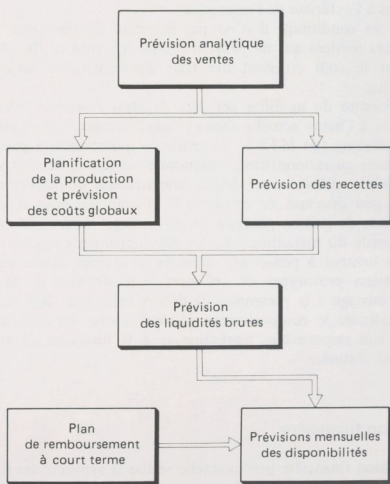 Prévision analytique
des ventes
Planification
de la production
et prévision
des coûts globaux
Prévision des recettes
Prévision
des liquidités brutes
Plan
de remboursement
à court terme
Prévisions mensuelles
des disponibilités